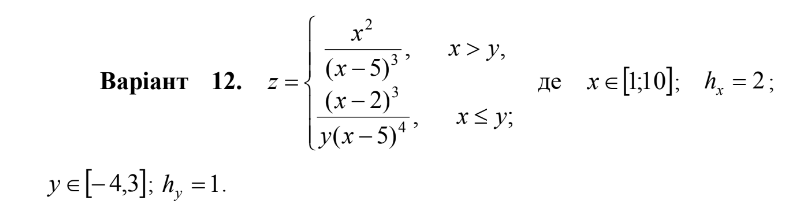 Варіант 12. z = { x²/(x − 5)³, x > y, (x − 2)³/y(x − 5)⁴, x ≤ y; де x ∈ [1;10]; hₓ = 2;
y ∈ [− 4,3]; h_y = 1.